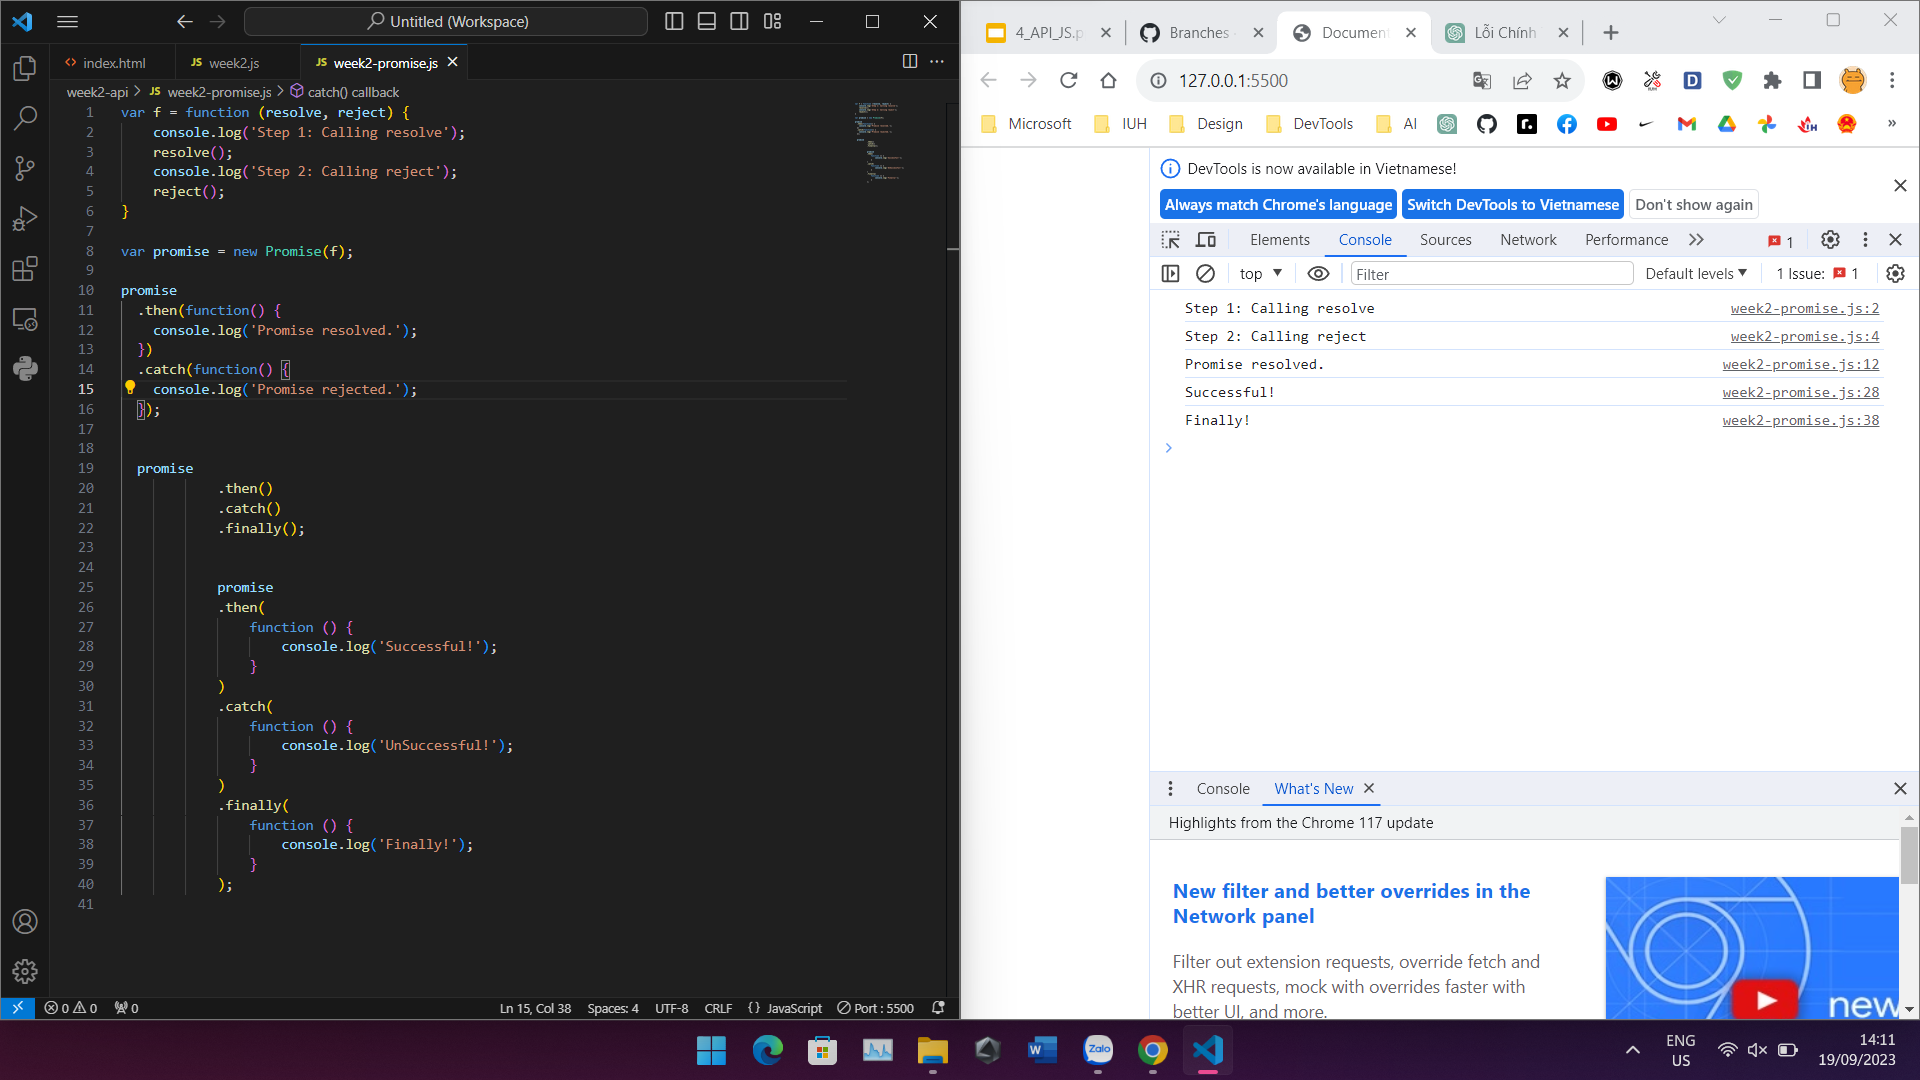 Untitled (Workspace)
index.html
JS week2.js
JS week2-promise.js
week2-api > JS week2-promise.js > catch() callback
1 var f = function (resolve, reject) {
2 console.log('Step 1: Calling resolve');
3 resolve();
4 console.log('Step 2: Calling reject');
5 reject();
6 }
7
8 var promise = new Promise(f);
9
10 promise
11 .then(function() {
12 console.log('Promise resolved.');
13 })
14 .catch(function() {
15 console.log('Promise rejected.');
16 });
17
18
19 promise
20 .then()
21 .catch()
22 .finally();
23
24
25 promise
26 .then(
27 function () {
28 console.log('Successful!');
29 }
30 )
31 .catch(
32 function () {
33 console.log('UnSuccessful!');
34 }
35 )
36 .finally(
37 function () {
38 console.log('Finally!');
39 }
40 );
41
0 0 0
Ln 15, Col 38 Spaces: 4 UTF-8 CRLF {} JavaScript Port : 5500
4_API_JS.p
Branches
Document
Lỗi Chính
127.0.0.1:5500
Microsoft IUH Design DevTools AI
DevTools is now available in Vietnamese!
Always match Chrome's language Switch DevTools to Vietnamese Don't show again
Elements Console Sources Network Performance 1
top Filter Default levels 1 Issue: 1
Step 1: Calling resolve week2-promise.js:2
Step 2: Calling reject week2-promise.js:4
Promise resolved. week2-promise.js:12
Successful! week2-promise.js:28
Finally! week2-promise.js:38
Console What's New
Highlights from the Chrome 117 update
New filter and better overrides in the
Network panel
Filter out extension requests, override fetch and
XHR requests, mock with overrides faster with
better UI, and more.
new
Zalo
ENG
US
14:11
19/09/2023